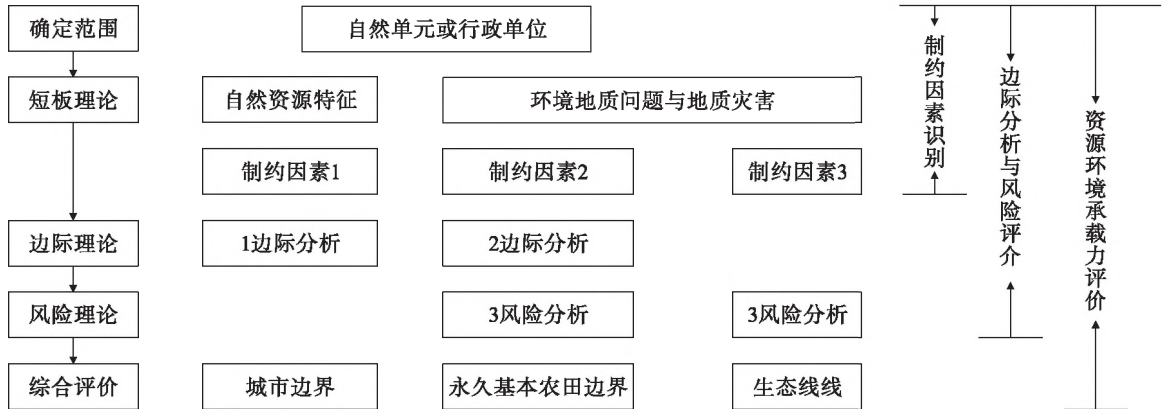 确定范围
自然单元或行政单位
短板理论
自然资源特征
环境地质问题与地质灾害
制约因素1
制约因素2
制约因素3
边际理论
1边际分析
2边际分析
风险理论
3风险分析
3风险分析
综合评价
城市边界
永久基本农田边界
生态线线
制约因素识别
边际分析与风险评介
资源环境承载力评价